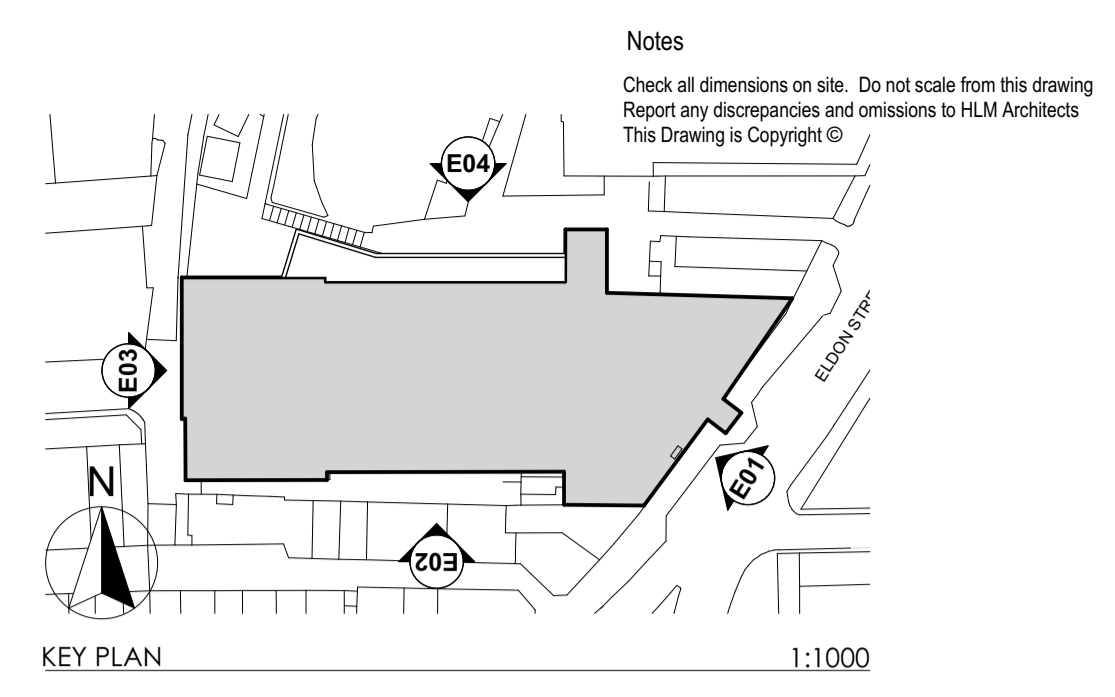 Notes
Check all dimensions on site. Do not scale from this drawing
Report any discrepancies and omissions to HLM Architects
This Drawing is Copyright ©
E04
ELDON STRE
E03
E01
N
E02
KEY PLAN
1:1000